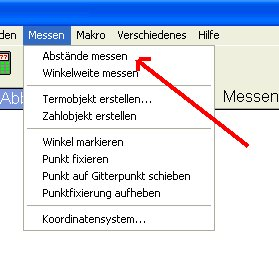 den Messen Makro Verschiedenes Hilfe
Abstände messen
Winkelweite messen
Abb
Termobjekt erstellen...
Messen
Zahlobjekt erstellen
Winkel markieren
Punkt fixieren
Punkt auf Gitterpunkt schieben
Punktfixierung aufheben
Koordinatensystem...